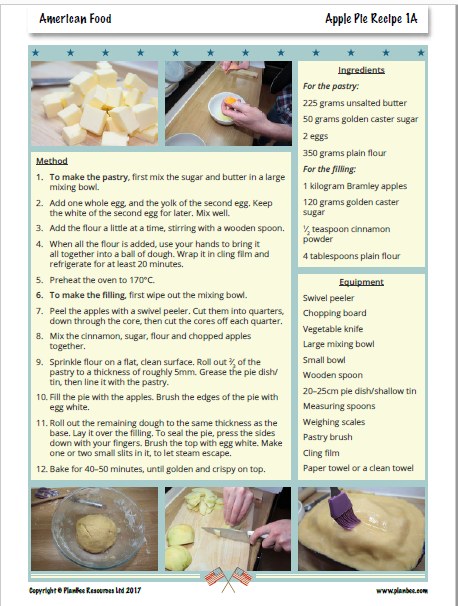 American Food
Apple Pie Recipe 1A
Method
1. To make the pastry, first mix the sugar and butter in a large
mixing bowl.
2. Add one whole egg, and the yolk of the second egg. Keep
the white of the second egg for later. Mix well.
3. Add the flour a little at a time, stirring with a wooden spoon.
4. When all the flour is added, use your hands to bring it
all together into a ball of dough. Wrap it in cling film and
refrigerate for at least 20 minutes.
5. Preheat the oven to 170°C.
6. To make the filling, first wipe out the mixing bowl.
7. Peel the apples with a swivel peeler. Cut them into quarters,
down through the core, then cut the cores off each quarter.
8. Mix the cinnamon, sugar, flour and chopped apples
together.
9. Sprinkle flour on a flat, clean surface. Roll out ⅔ of the
pastry to a thickness of roughly 5mm. Grease the pie dish/
tin, then line it with the pastry.
10. Fill the pie with the apples. Brush the edges of the pie with
egg white.
11. Roll out the remaining dough to the same thickness as the
base. Lay it over the filling. To seal the pie, press the sides
down with your fingers. Brush the top with egg white. Make
one or two small slits in it, to let steam escape.
12. Bake for 40–50 minutes, until golden and crispy on top.
Ingredients
For the pastry:
225 grams unsalted butter
50 grams golden caster sugar
2 eggs
350 grams plain flour
For the filling:
1 kilogram Bramley apples
120 grams golden caster
sugar
½ teaspoon cinnamon
powder
4 tablespoons plain flour
Equipment
Swivel peeler
Chopping board
Vegetable knife
Large mixing bowl
Small bowl
Wooden spoon
20–25cm pie dish/shallow tin
Measuring spoons
Weighing scales
Pastry brush
Cling film
Paper towel or a clean towel
Copyright © PlanBee Resources Ltd 2017
www.planbee.com